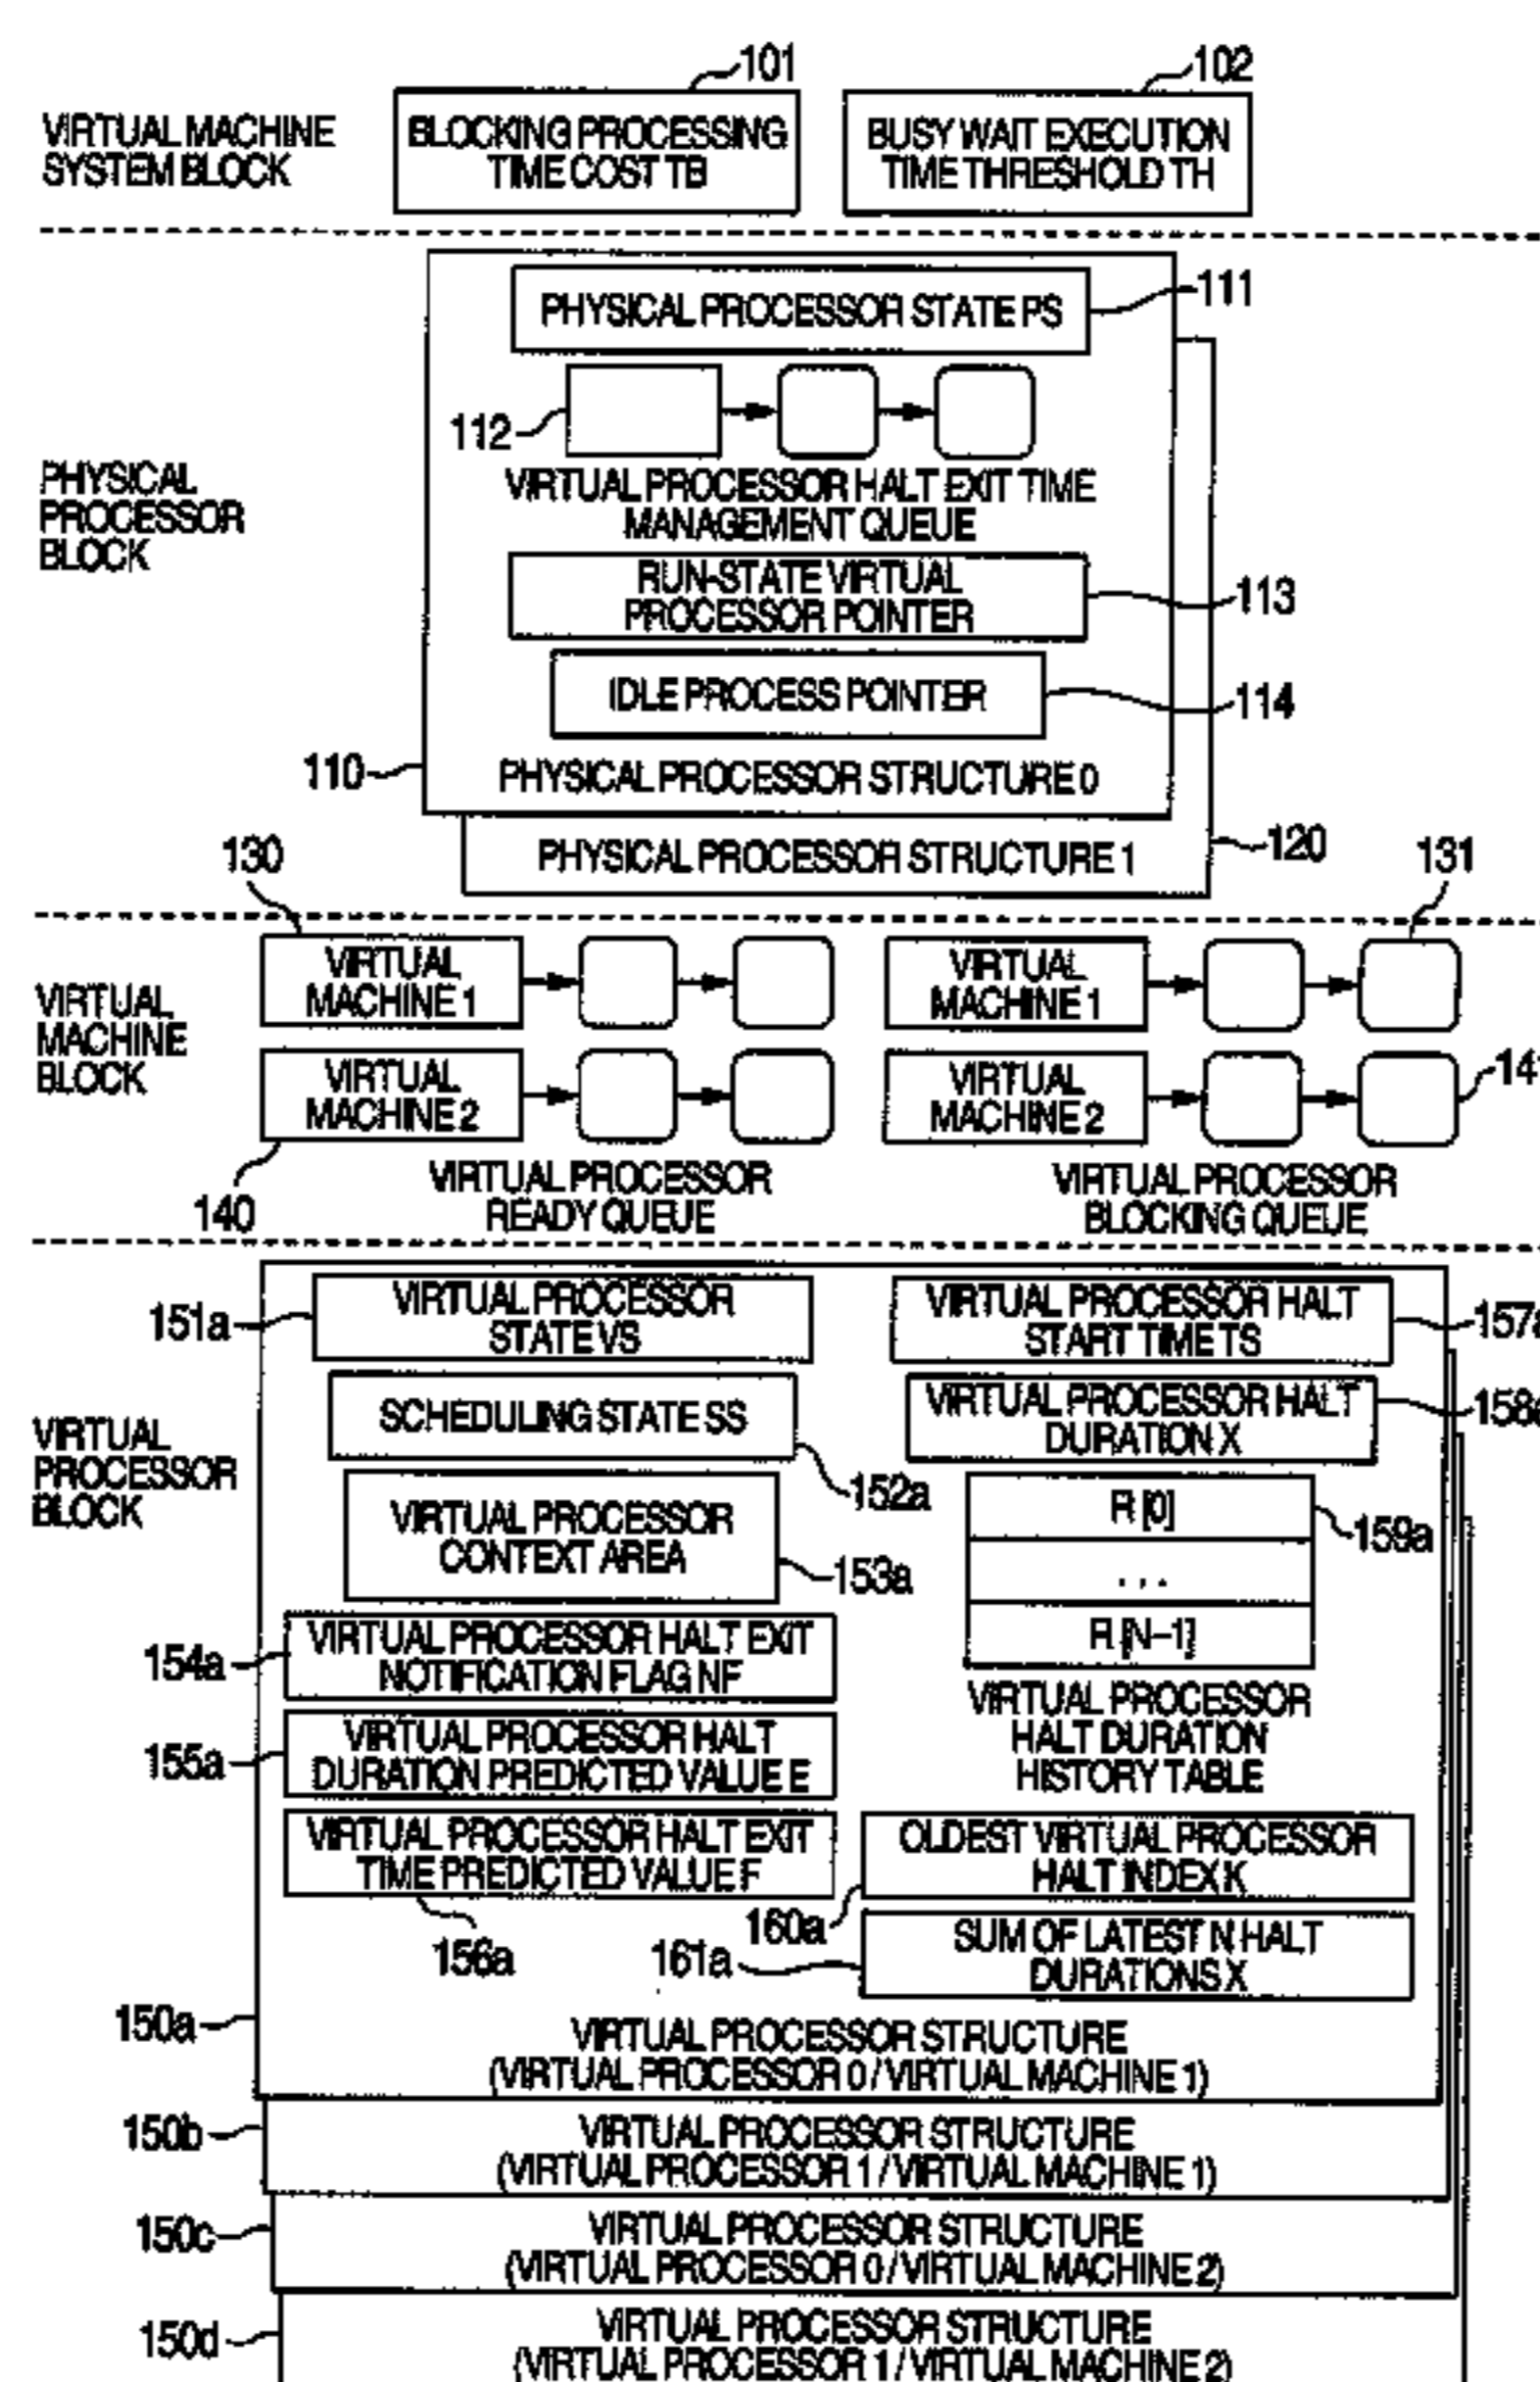 101
102
VIRTUAL MACHINE
SYSTEM BLOCK
BLOCKING PROCESSING
TIME COST TB
BUSY WAIT EXECUTION
TIME THRESHOLD TH
PHYSICAL
PROCESSOR
BLOCK
PHYSICAL PROCESSOR STATE PS
111
112
VIRTUAL PROCESSOR HALT EXIT TIME
MANAGEMENT QUEUE
RUN-STATE VIRTUAL
PROCESSOR POINTER
113
IDLE PROCESS POINTER
114
110
PHYSICAL PROCESSOR STRUCTURE 0
PHYSICAL PROCESSOR STRUCTURE 1
120
130
131
VIRTUAL
MACHINE
BLOCK
VIRTUAL
MACHINE 1
VIRTUAL
MACHINE 1
VIRTUAL
MACHINE 2
VIRTUAL
MACHINE 2
141
140
VIRTUAL PROCESSOR
READY QUEUE
VIRTUAL PROCESSOR
BLOCKING QUEUE
VIRTUAL
PROCESSOR
BLOCK
151a
VIRTUAL PROCESSOR
STATE VS
VIRTUAL PROCESSOR HALT
START TIME TS
157a
SCHEDULING STATE SS
152a
VIRTUAL PROCESSOR HALT
DURATION X
158a
VIRTUAL PROCESSOR
CONTEXT AREA
153a
R [0]
. . .
R [N-1]
159a
VIRTUAL PROCESSOR
HALT DURATION
HISTORY TABLE
154a
VIRTUAL PROCESSOR HALT EXIT
NOTIFICATION FLAG NF
155a
VIRTUAL PROCESSOR HALT
DURATION PREDICTED VALUE E
VIRTUAL PROCESSOR HALT EXIT
TIME PREDICTED VALUE F
156a
OLDEST VIRTUAL PROCESSOR
HALT INDEX K
160a
161a
SUM OF LATEST N HALT
DURATIONS X
150a
VIRTUAL PROCESSOR STRUCTURE
(VIRTUAL PROCESSOR 0 / VIRTUAL MACHINE 1)
150b
VIRTUAL PROCESSOR STRUCTURE
(VIRTUAL PROCESSOR 1 / VIRTUAL MACHINE 1)
150c
VIRTUAL PROCESSOR STRUCTURE
(VIRTUAL PROCESSOR 0 / VIRTUAL MACHINE 2)
150d
VIRTUAL PROCESSOR STRUCTURE
(VIRTUAL PROCESSOR 1 / VIRTUAL MACHINE 2)